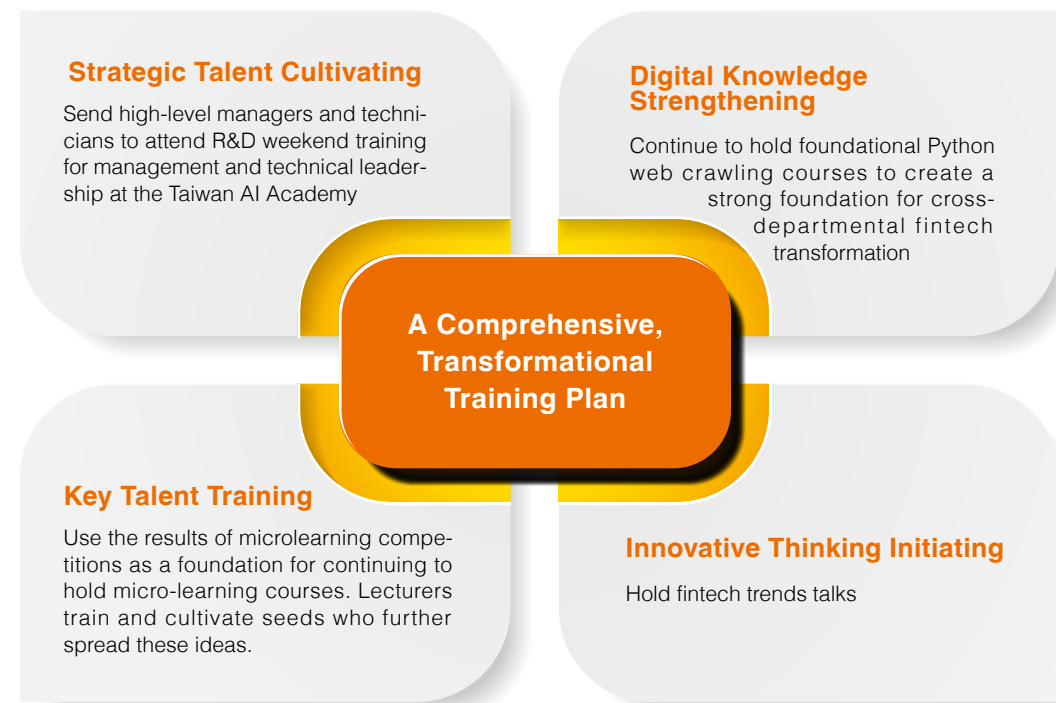 Strategic Talent Cultivating
Send high-level managers and techni-
cians to attend R&D weekend training
for management and technical leader-
ship at the Taiwan AI Academy
Digital Knowledge
Strengthening
Continue to hold foundational Python
web crawling courses to create a
strong foundation for cross-
departmental fintech
transformation
A Comprehensive,
Transformational
Training Plan
Key Talent Training
Use the results of microlearning compe-
titions as a foundation for continuing to
hold micro-learning courses. Lecturers
train and cultivate seeds who further
spread these ideas.
Innovative Thinking Initiating
Hold fintech trends talks